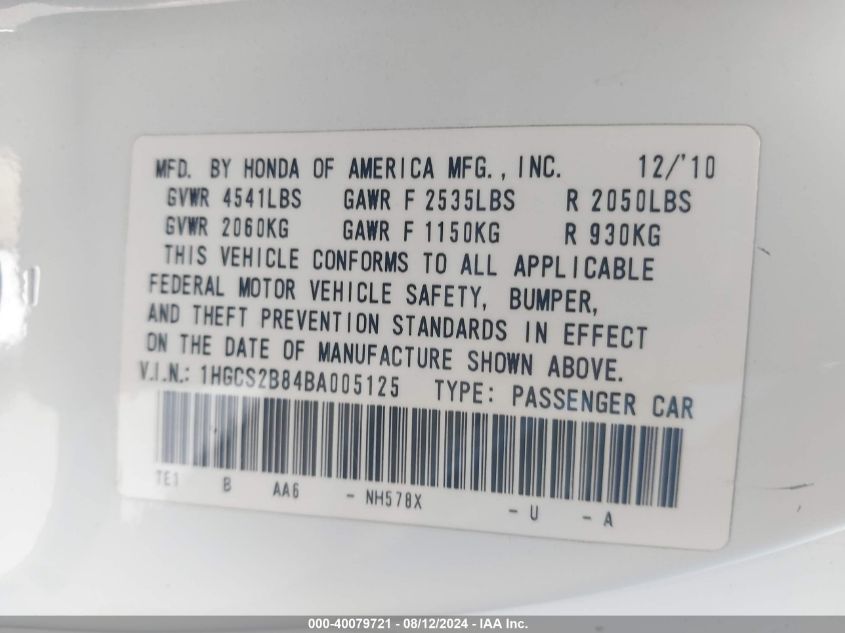 MFD. BY HONDA OF AMERICA MFG., INC. 12/'10
GVWR 4541LBS GAWR F 2535LBS R 2050LBS
GVWR 2060KG GAWR F 1150KG R 930KG
THIS VEHICLE CONFORMS TO ALL APPLICABLE
FEDERAL MOTOR VEHICLE SAFETY, BUMPER,
AND THEFT PREVENTION STANDARDS IN EFFECT
ON THE DATE OF MANUFACTURE SHOWN ABOVE.
V.I.N.: 1HGCS2B84BA005125 TYPE: PASSENGER CAR
TE1 B AA6 - NH578X - U - A
000-40079721 - 08/12/2024 - IAA Inc.